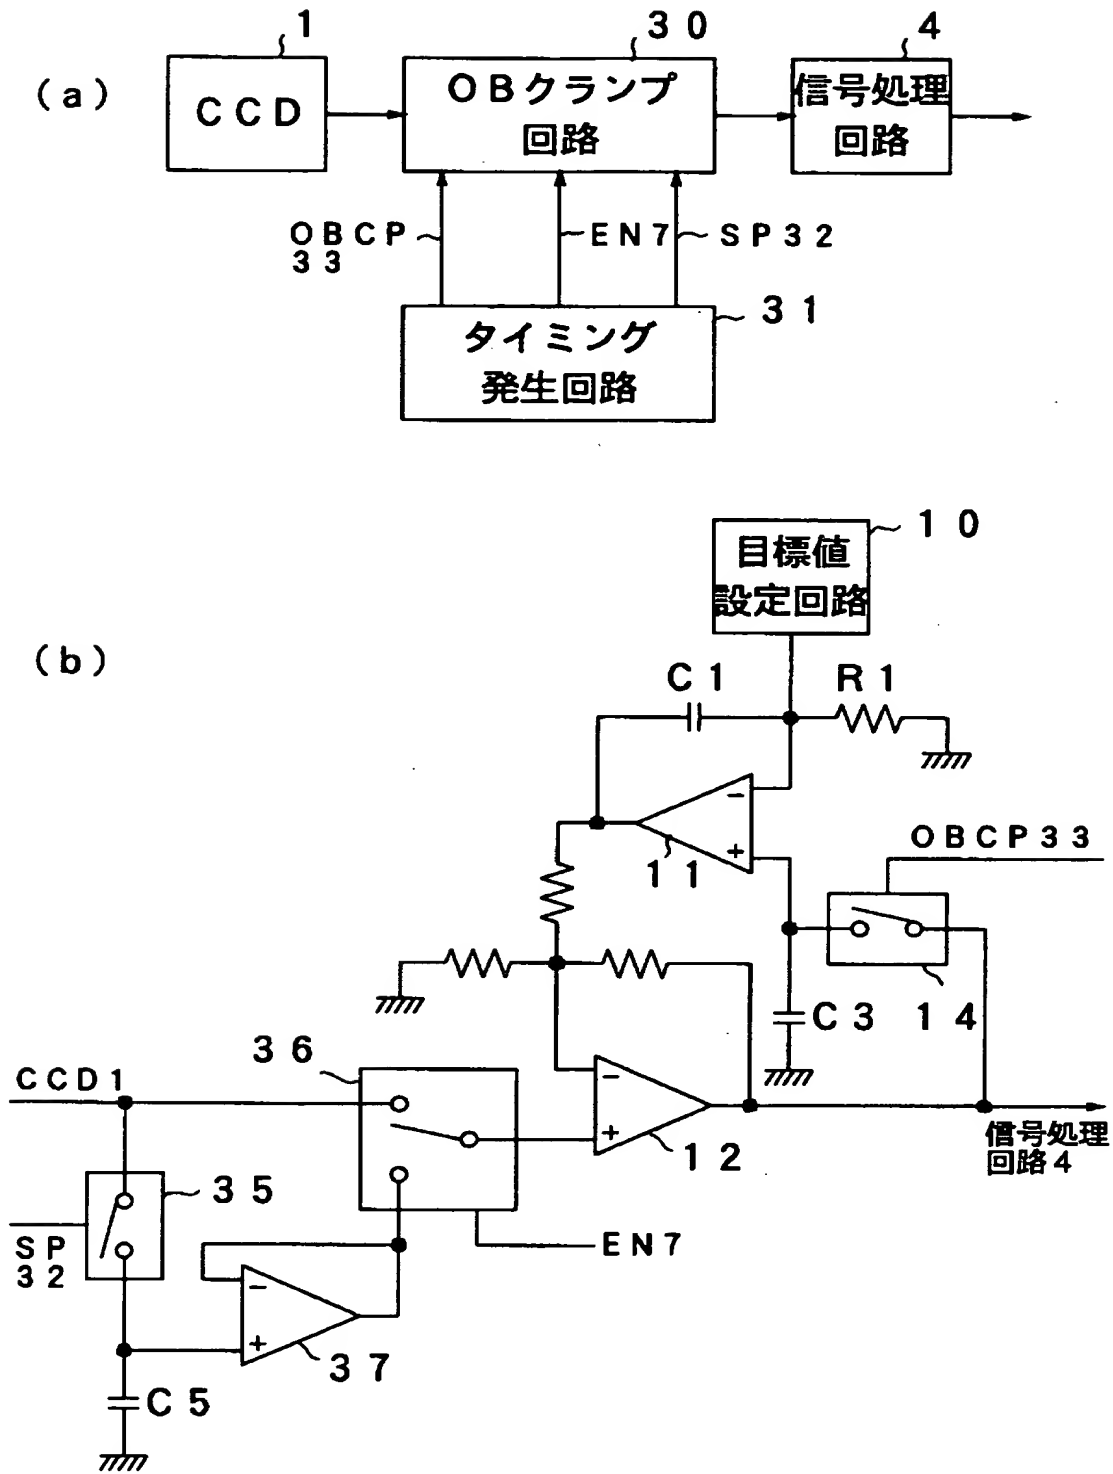 (a)
1
CCD
30
OBクランプ
回路
4
信号処理
回路
OBCP
33
EN7
SP32
31
タイミング
発生回路
(b)
10
目標値
設定回路
C1
R1
−
+
11
OBCP33
14
C3
36
CCD1
−
+
12
信号処理
回路4
35
SP
32
EN7
−
+
37
C5